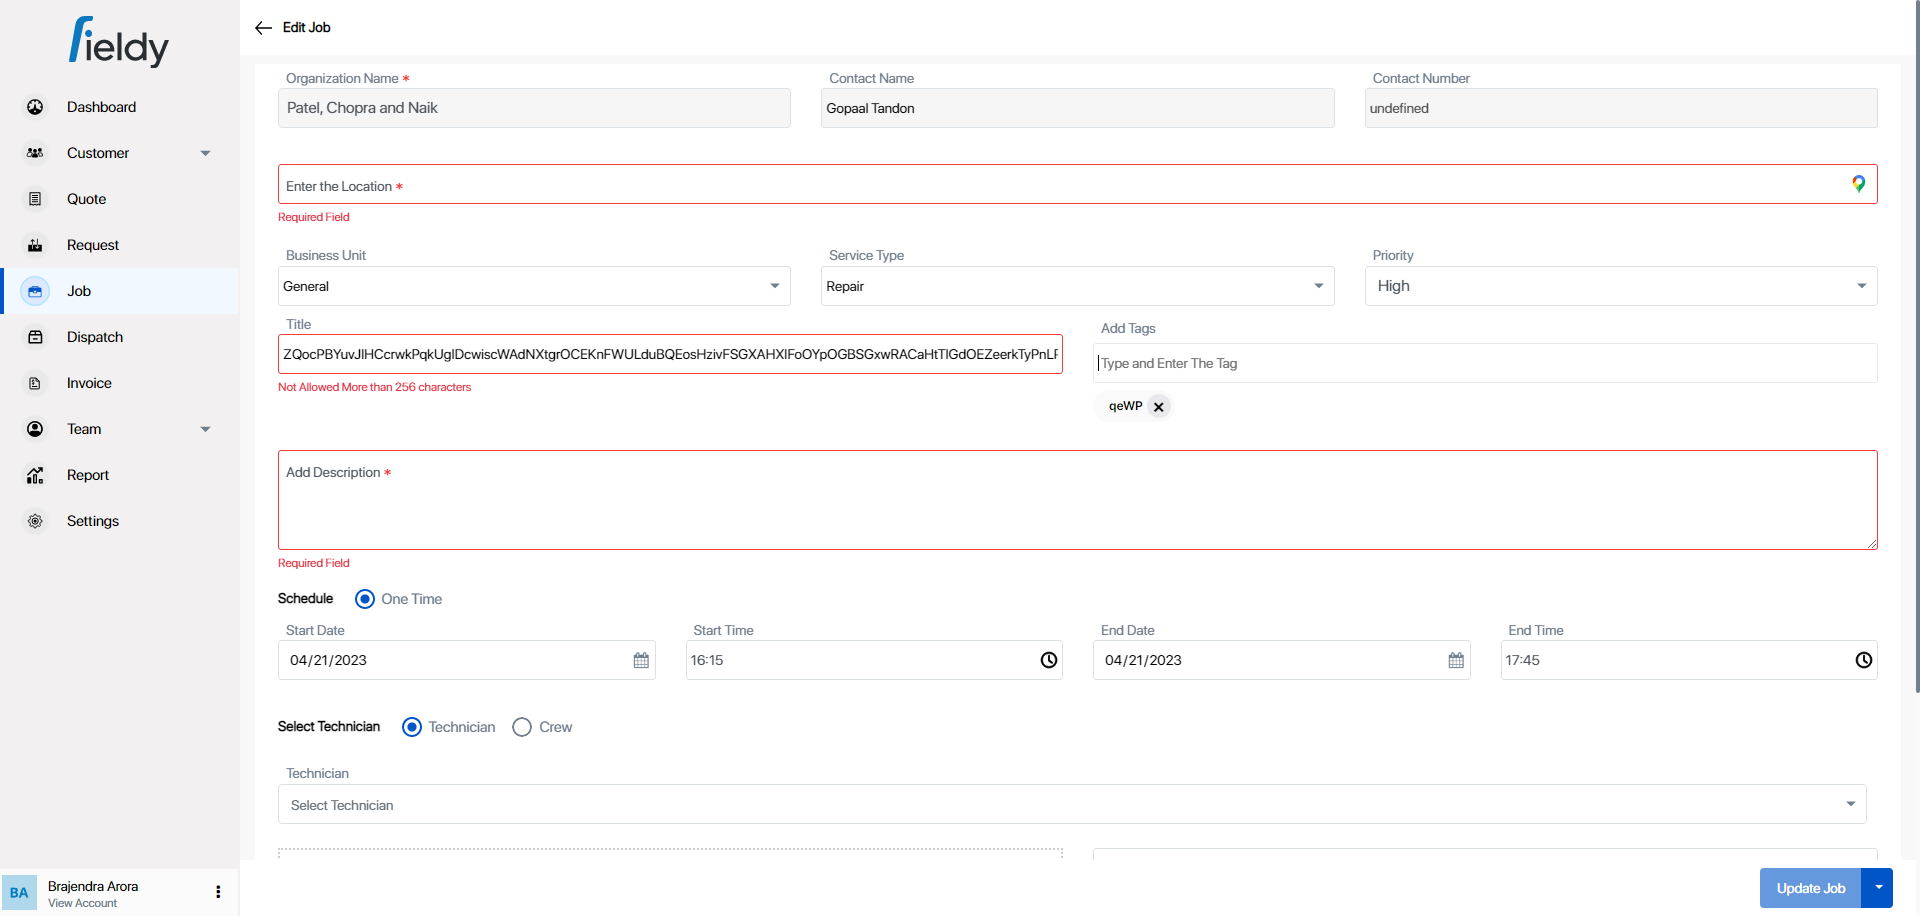 fieldy
Edit Job
Dashboard
Customer
Quote
Request
Job
Dispatch
Invoice
Team
Report
Settings
Organization Name *
Contact Name
Contact Number
Patel, Chopra and Naik
Gopaal Tandon
undefined
Enter the Location *
Required Field
Business Unit
Service Type
Priority
General
Repair
High
Title
Add Tags
Type and Enter The Tag
Not Allowed More than 256 characters
qeWP
Add Description *
Required Field
Schedule
One Time
Start Date
Start Time
End Date
End Time
04/21/2023
16:15
04/21/2023
17:45
Select Technician
Technician
Crew
Technician
Select Technician
BA
Brajendra Arora
View Account
Update Job